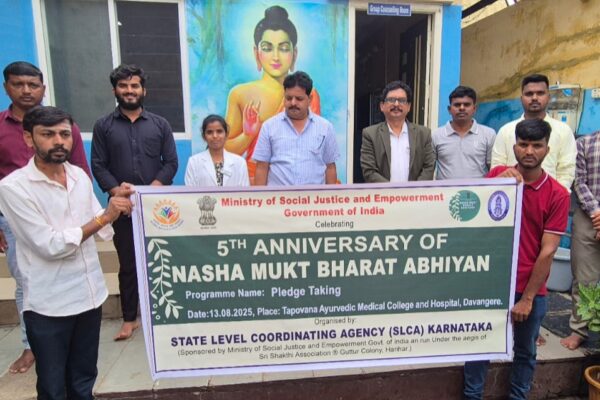 Group Counseling Room
Ministry of Social Justice and Empowerment
Government of India
Celebrating
5TH ANNIVERSARY OF
NASHA MUKT BHARAT ABHIYAN
Programme Name: Pledge Taking
Date:13.08.2025, Place: Tapovana Ayurvedic Medical College and Hospital, Davangere.
Organised by:
STATE LEVEL COORDINATING AGENCY (SLCA) KARNATAKA
(Sponsored by Ministry of Social Justice and Empowerment Govt. of India an run Under the aegis of
Sri Shakthi Association ® Guttur Colony, Harihar.)